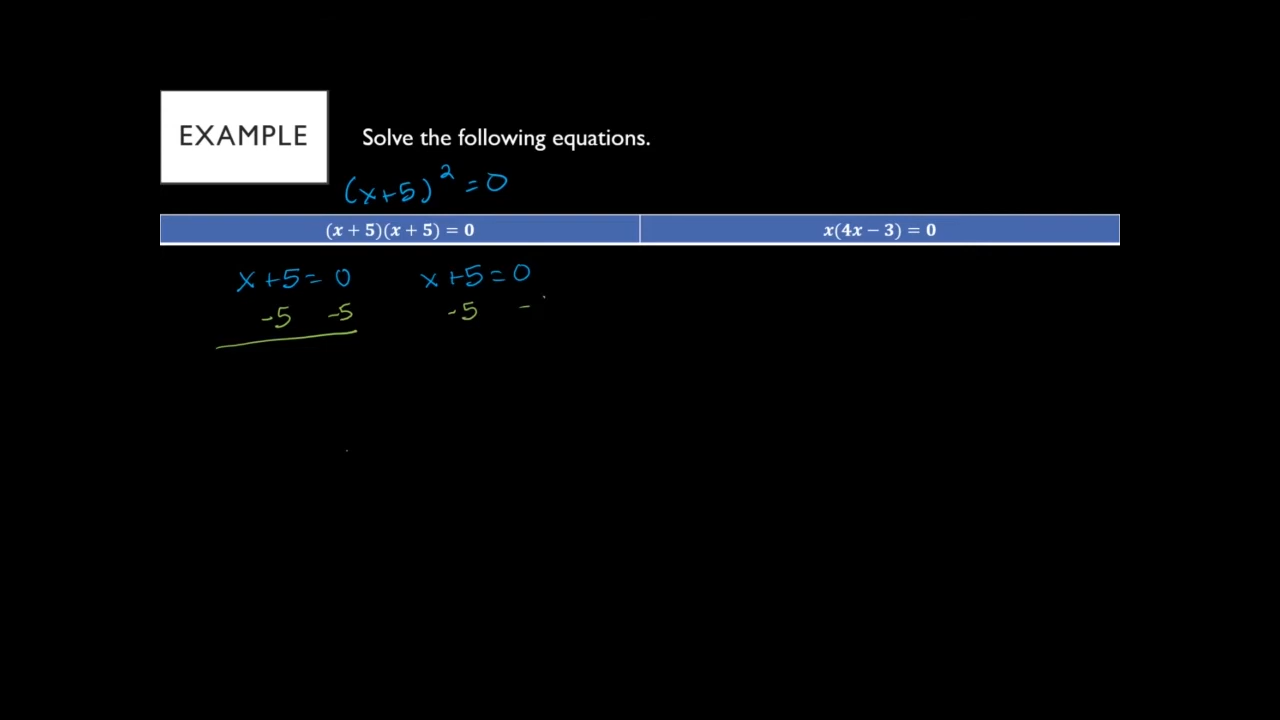 EXAMPLE
Solve the following equations.
(x+5)² = 0
(x + 5)(x + 5) = 0
x(4x − 3) = 0
x+5= 0 x+5=0
-5 -5 -5 -